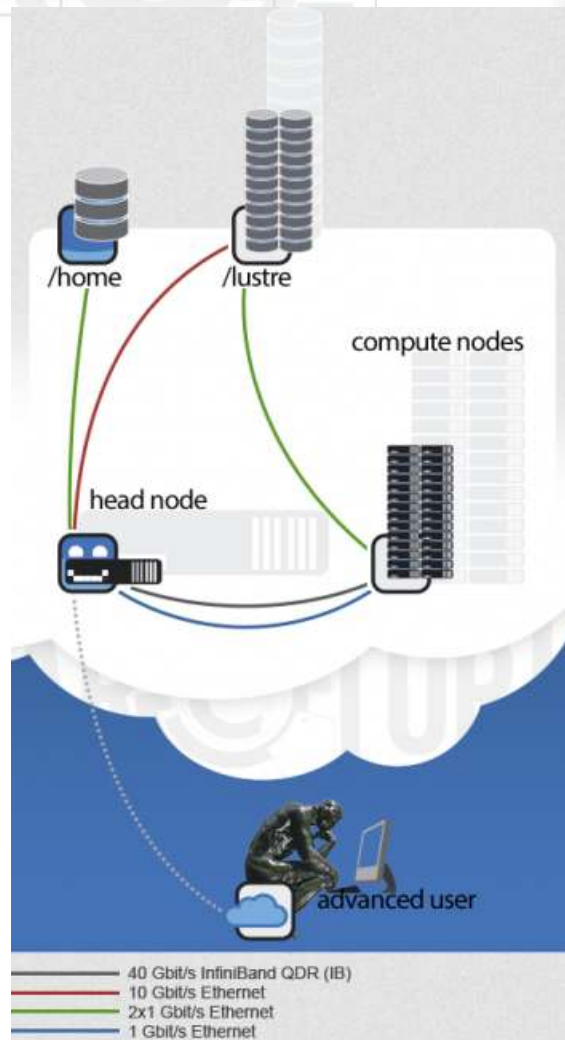 /home
/lustre
compute nodes
head node
advanced user
40 Gbit/s InfiniBand QDR (IB)
10 Gbit/s Ethernet
2x1 Gbit/s Ethernet
1 Gbit/s Ethernet